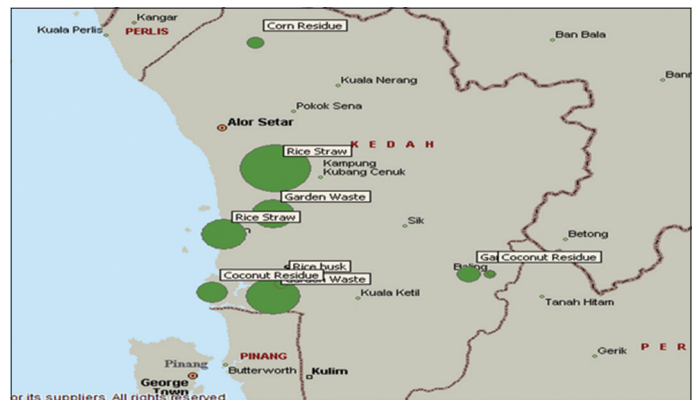 Kangar
Corn Residue
Kuala Perlis
PERLIS
Ban Bala
Kuala Nerang
Pokok Sena
Alor Setar
KEDAH
Rice Straw
Kampung
Kubang Cenuk
Garden Waste
Rice Straw
Sik
Betong
Coconut Residue
Rice husk
Coconut Residue
Waste
Baling
Kuala Ketil
Tanah Hitam
Gerik
PER
Pinang
PINANG
Butterworth
Kulim
George
Town
or its suppliers. All rights reserved